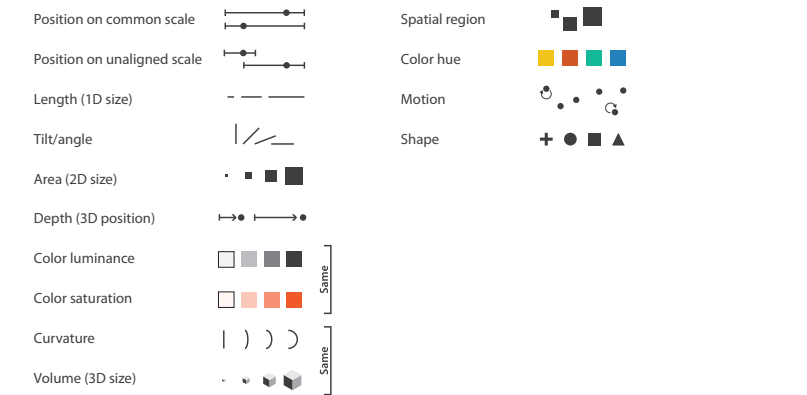 Position on common scale
Position on unaligned scale
Length (1D size)
Tilt/angle
Area (2D size)
Depth (3D position)
Color luminance
Color saturation
Same
Curvature
Volume (3D size)
Same
Spatial region
Color hue
Motion
Shape